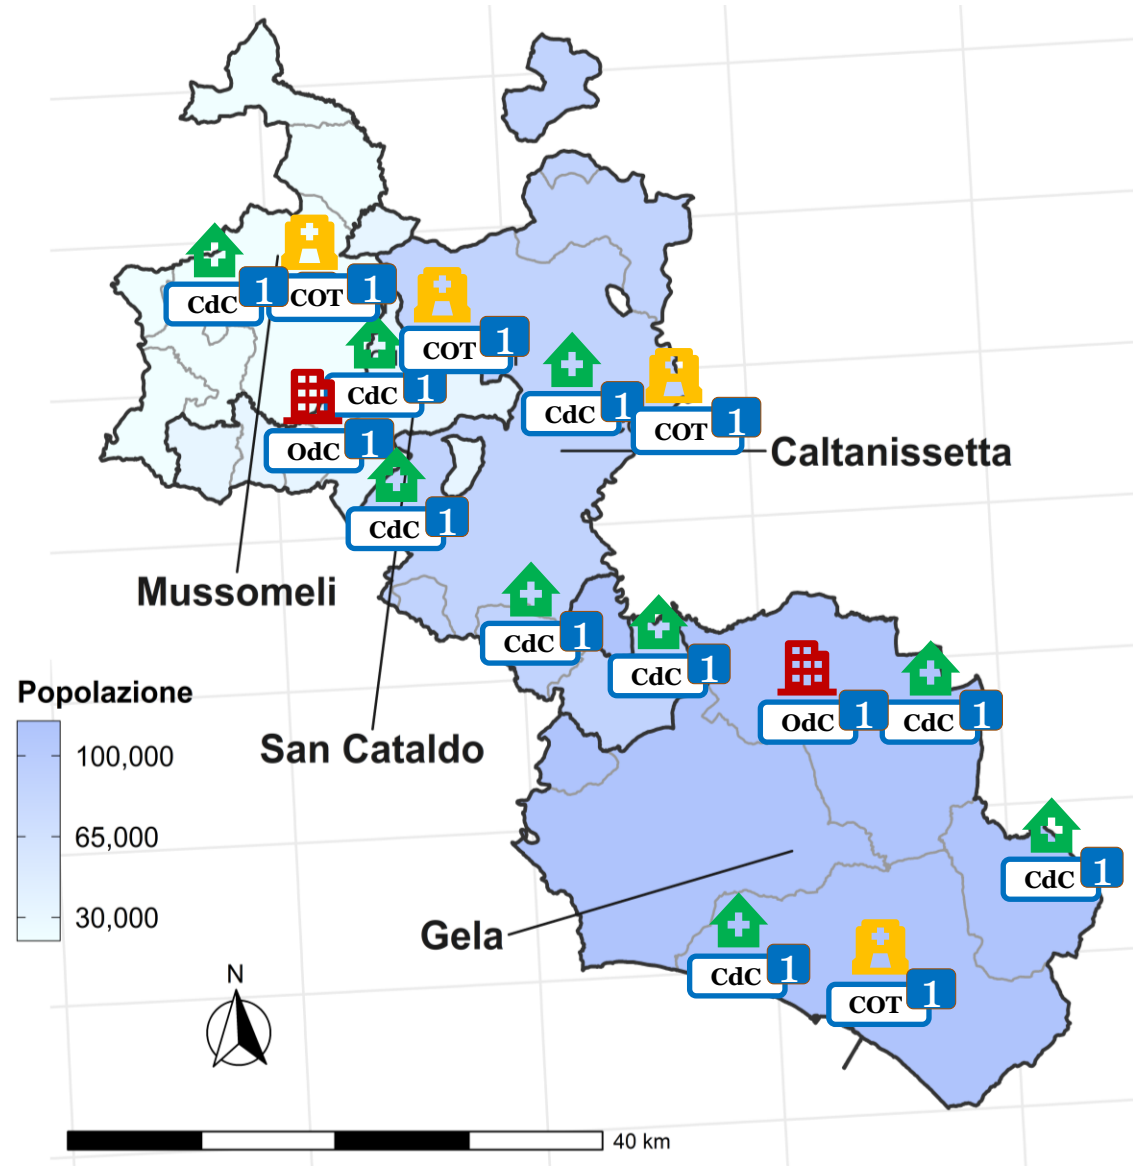 CdC 1
COT 1
COT 1
CdC 1
CdC 1
COT 1
OdC 1
Caltanissetta
CdC 1
Mussomeli
CdC 1
CdC 1
Popolazione
OdC 1
CdC 1
San Cataldo
100,000
65,000
30,000
CdC 1
Gela
CdC 1
COT 1
N
40 km